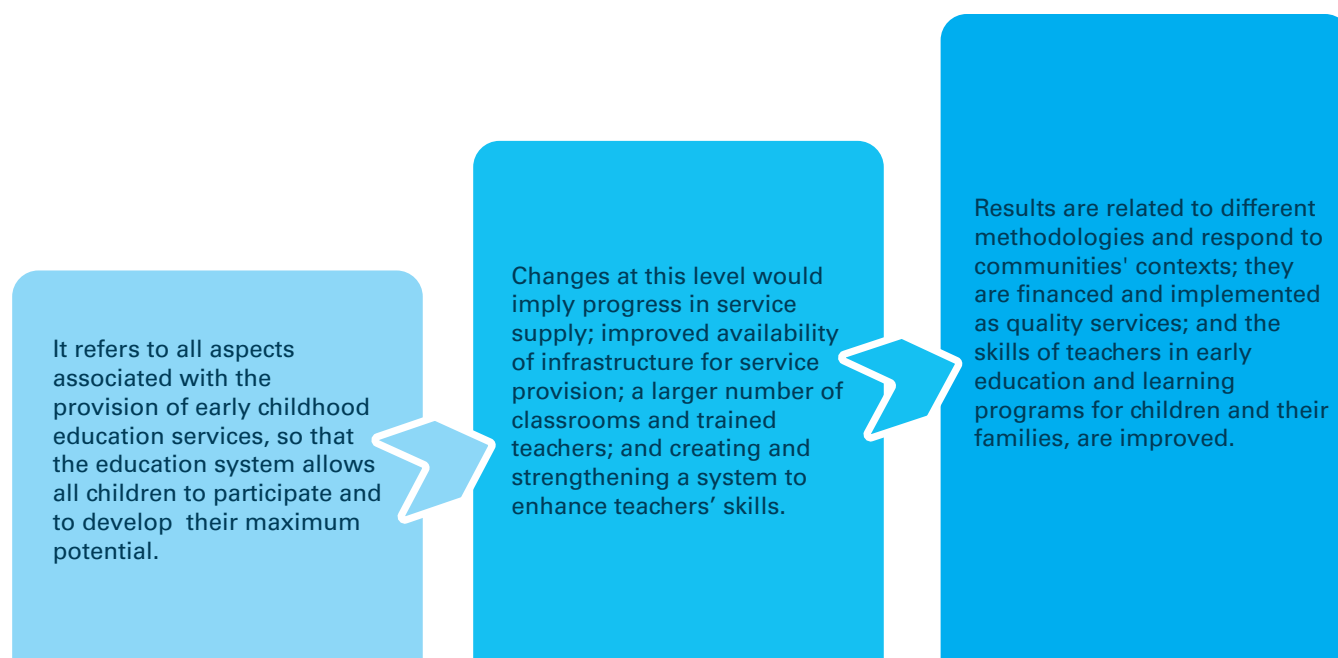 It refers to all aspects
associated with the
provision of early childhood
education services, so that
the education system allows
all children to participate and
to develop  their maximum
potential.
Changes at this level would
imply progress in service
supply; improved availability
of infrastructure for service
provision; a larger number of
classrooms and trained
teachers; and creating and
strengthening a system to
enhance teachers’ skills.
Results are related to different
methodologies and respond to
communities' contexts; they
are financed and implemented
as quality services; and the
skills of teachers in early
education and learning
programs for children and their
families, are improved.